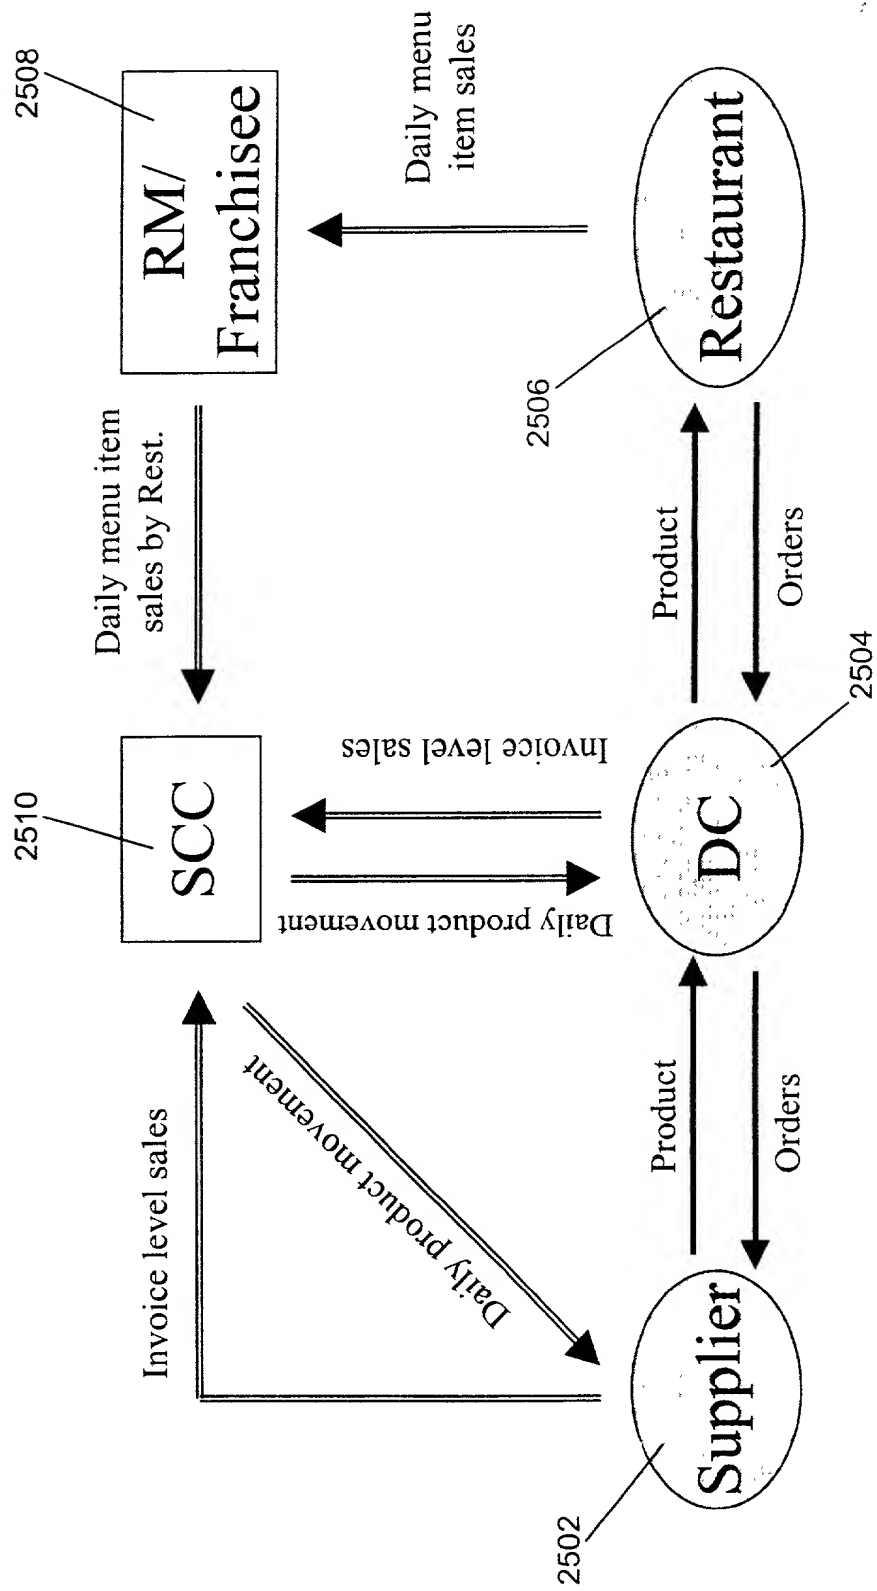 2510
2508
SCC
RM/
Franchisee
Invoice level sales
Daily menu item
sales by Rest.
Daily product movement
Daily product movement
Invoice level sales
Daily menu
item sales
2502
Supplier
Product
Orders
DC
2504
Product
Orders
2506
Restaurant